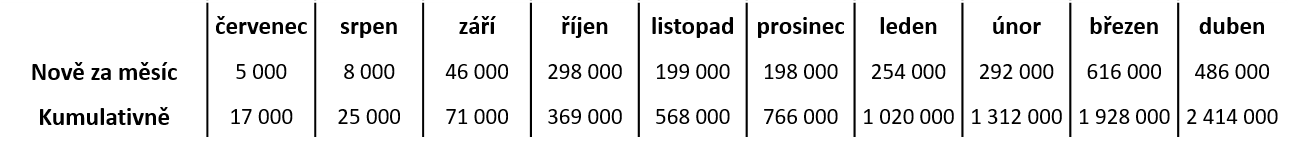 červenec srpen září říjen listopad prosinec leden únor březen duben
Nově za měsíc 5 000 8 000 46 000 298 000 199 000 198 000 254 000 292 000 616 000 486 000
Kumulativně 17 000 25 000 71 000 369 000 568 000 766 000 1 020 000 1 312 000 1 928 000 2 414 000